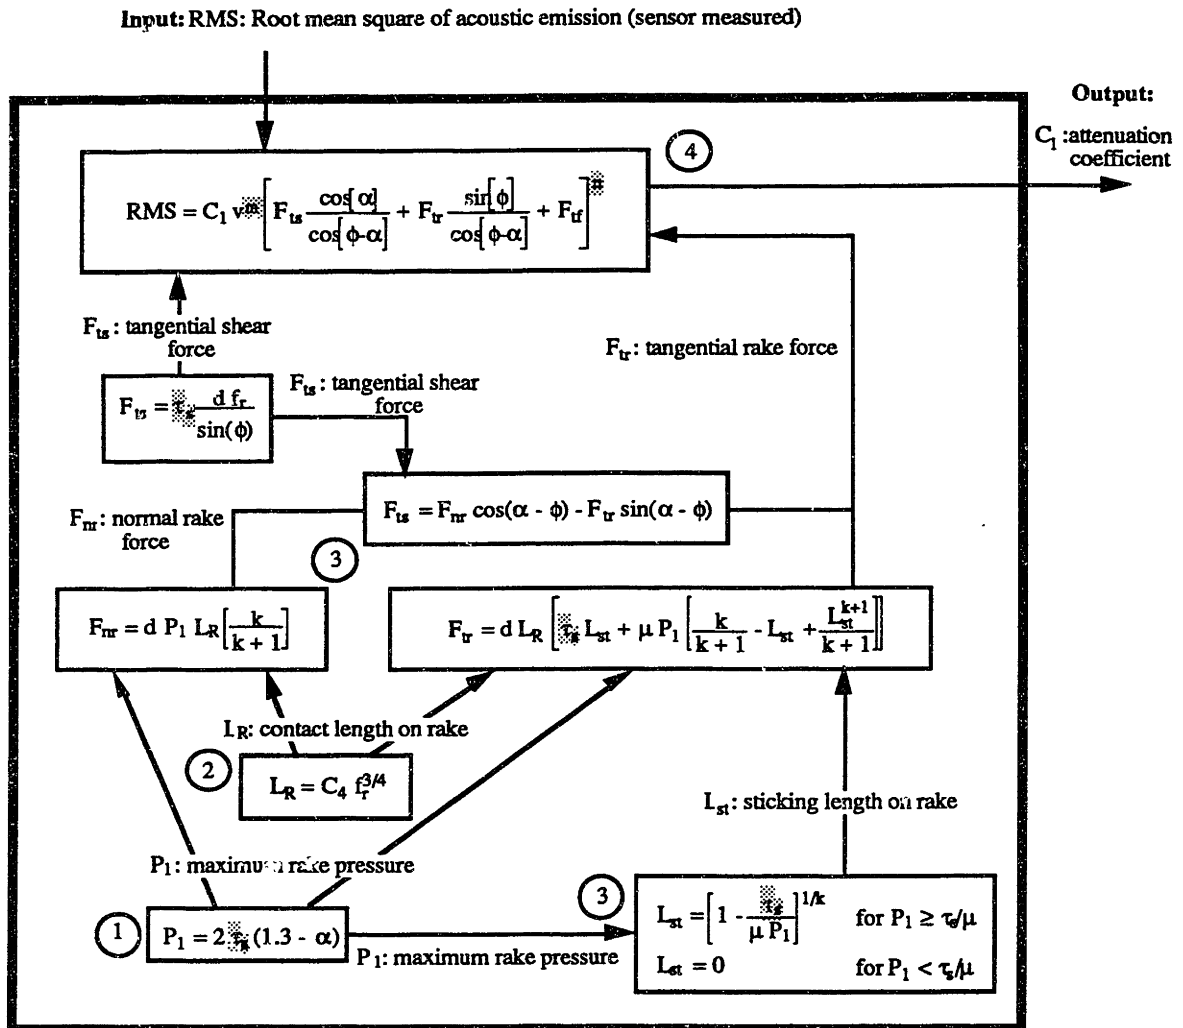 Input: RMS: Root mean square of acoustic emission (sensor measured)
Output:
C₁ :attenuation
coefficient
4
RMS = C₁ vᵐ [ Fts cos[α] / cos[ϕ-α] + Ftr sin[ϕ] / cos[ϕ-α] + Ftf ]ⁿ
Fts : tangential shear
force
Ftr : tangential rake force
Fts : tangential shear
force
Fts = τs d fr / sin(ϕ)
Fts = Fnr cos(α - ϕ) - Ftr sin(α - ϕ)
Fnr : normal rake
force
3
Fnr = d P₁ LR [ k / k + 1 ]
Ftr = d LR [ τs Lst + μ P₁ [ k / k + 1 - Lst + Lst^k+1 / k + 1 ] ]
LR: contact length on rake
2
LR = C₄ fr^3/4
Lst: sticking length on rake
P₁ : maximum rake pressure
3
Lst = [ 1 - τs / μ P₁ ]^1/k for P₁ ≥ τs/μ
Lst = 0 for P₁ < τs/μ
1
P₁ = 2 τs (1.3 - α)
P₁: maximum rake pressure